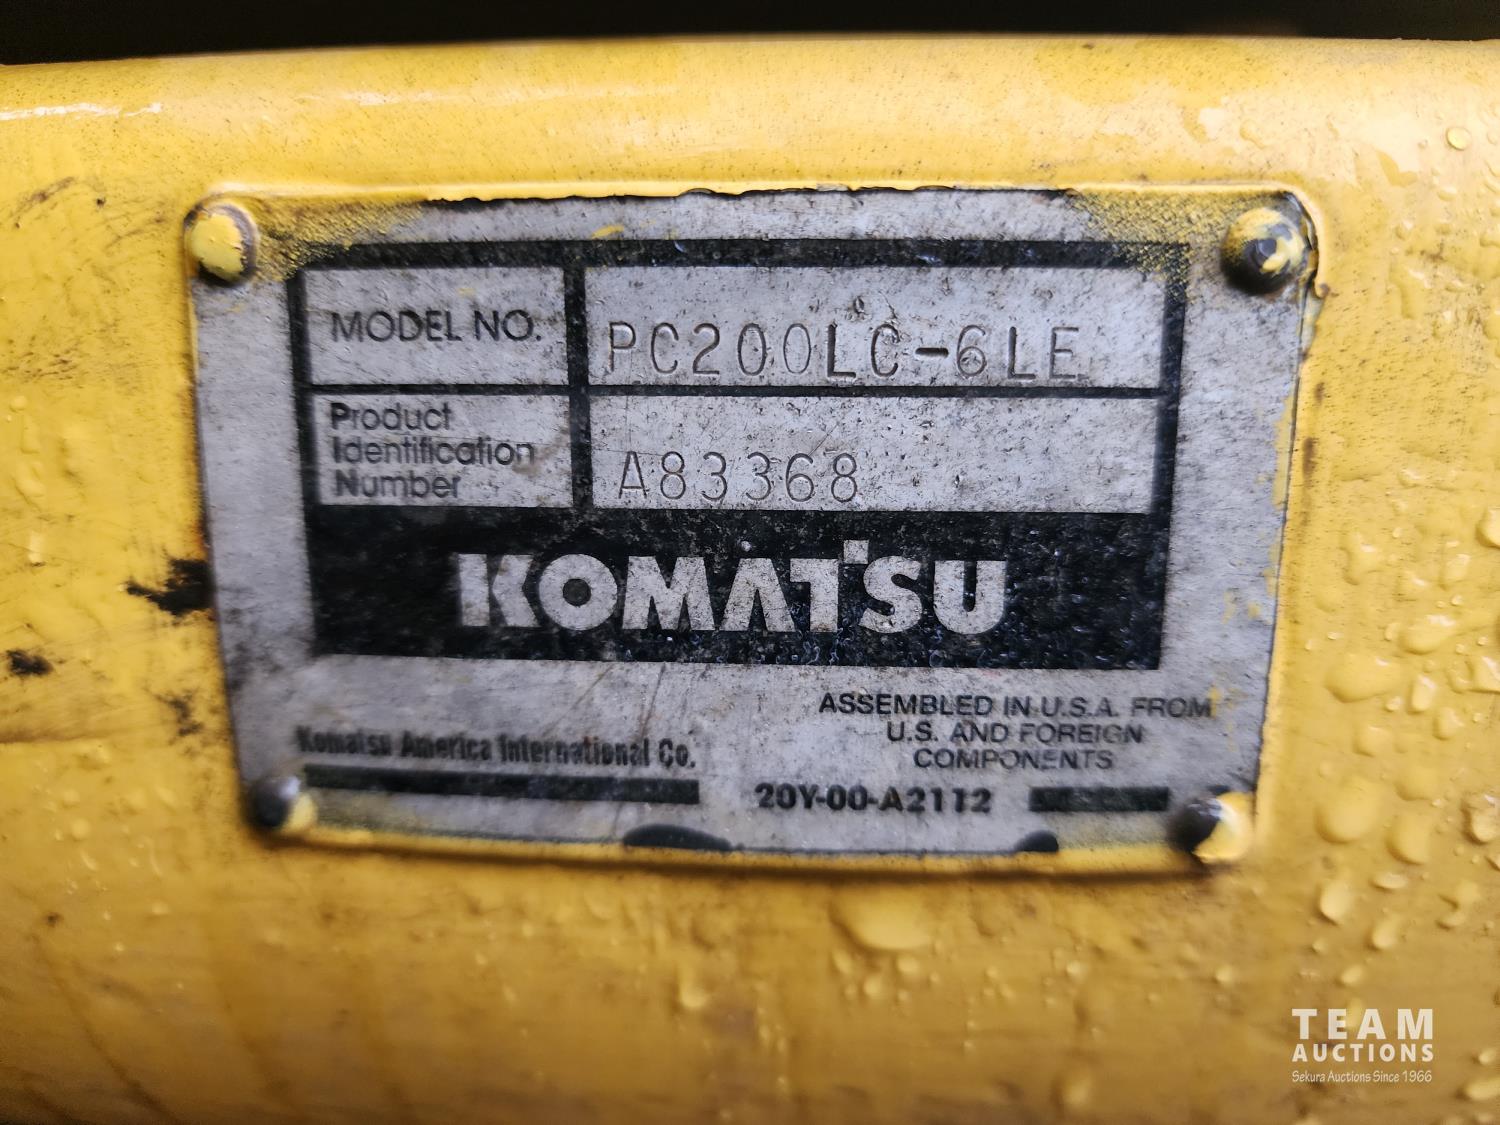 MODEL NO. PC200LC-6LE
Product
Identification
Number
A83368
KOMATSU
ASSEMBLED IN U.S.A. FROM
U.S. AND FOREIGN
COMPONENTS
Komatsu America International Co.
20Y-00-A2112
TEAM
AUCTIONS
Sekura Auctions Since 1966